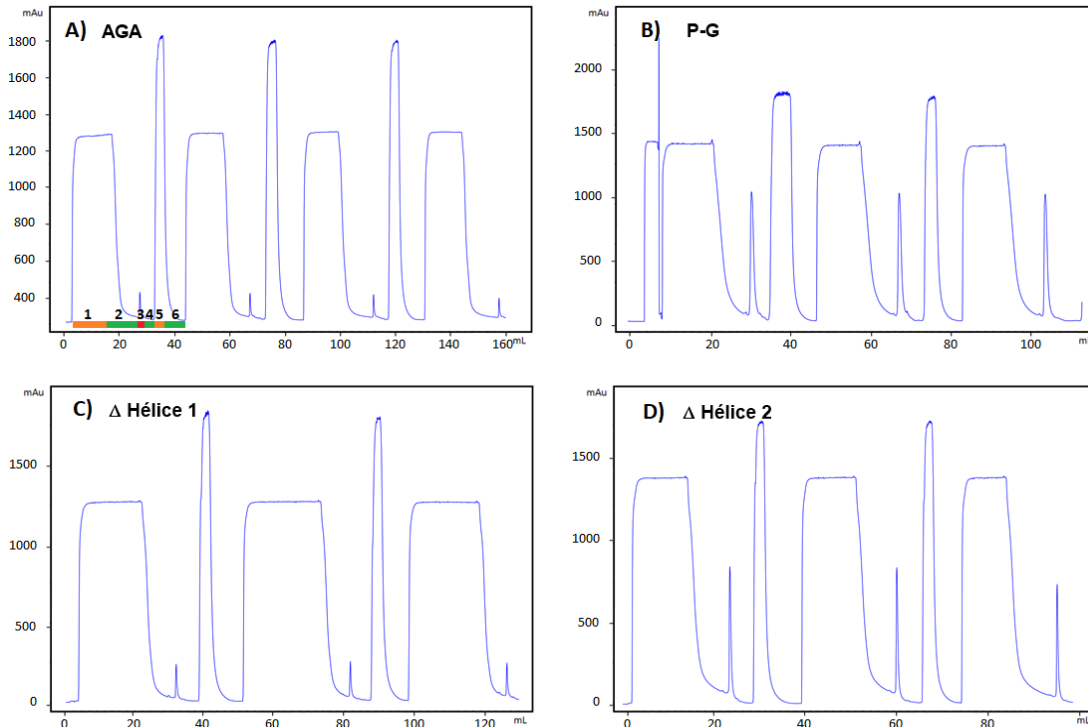 mAu
A) AGA
1800
1600
1400
1200
1000
800
600
400
1 2 3 4 5 6
0 20 40 60 80 100 120 140 160 mL
mAu
B) P-G
2000
1500
1000
500
0
0 20 40 60 80 100 mL
mAu
C) Δ Hélice 1
1500
1000
500
0
0 20 40 60 80 100 120 mL
mAu
D) Δ Hélice 2
1500
1000
500
0
0 20 40 60 80 mL